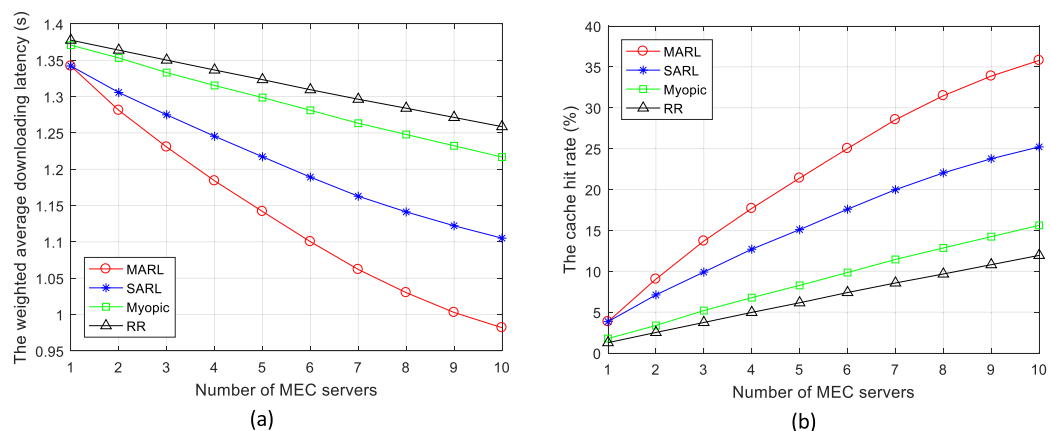 The weighted average downloading latency (s)
1.4
1.35
1.3
1.25
1.2
1.15
1.1
1.05
1
0.95
MARL
SARL
Myopic
RR
1 2 3 4 5 6 7 8 9 10
Number of MEC servers
(a)
The cache hit rate (%)
40
35
30
25
20
15
10
5
0
MARL
SARL
Myopic
RR
1 2 3 4 5 6 7 8 9 10
Number of MEC servers
(b)